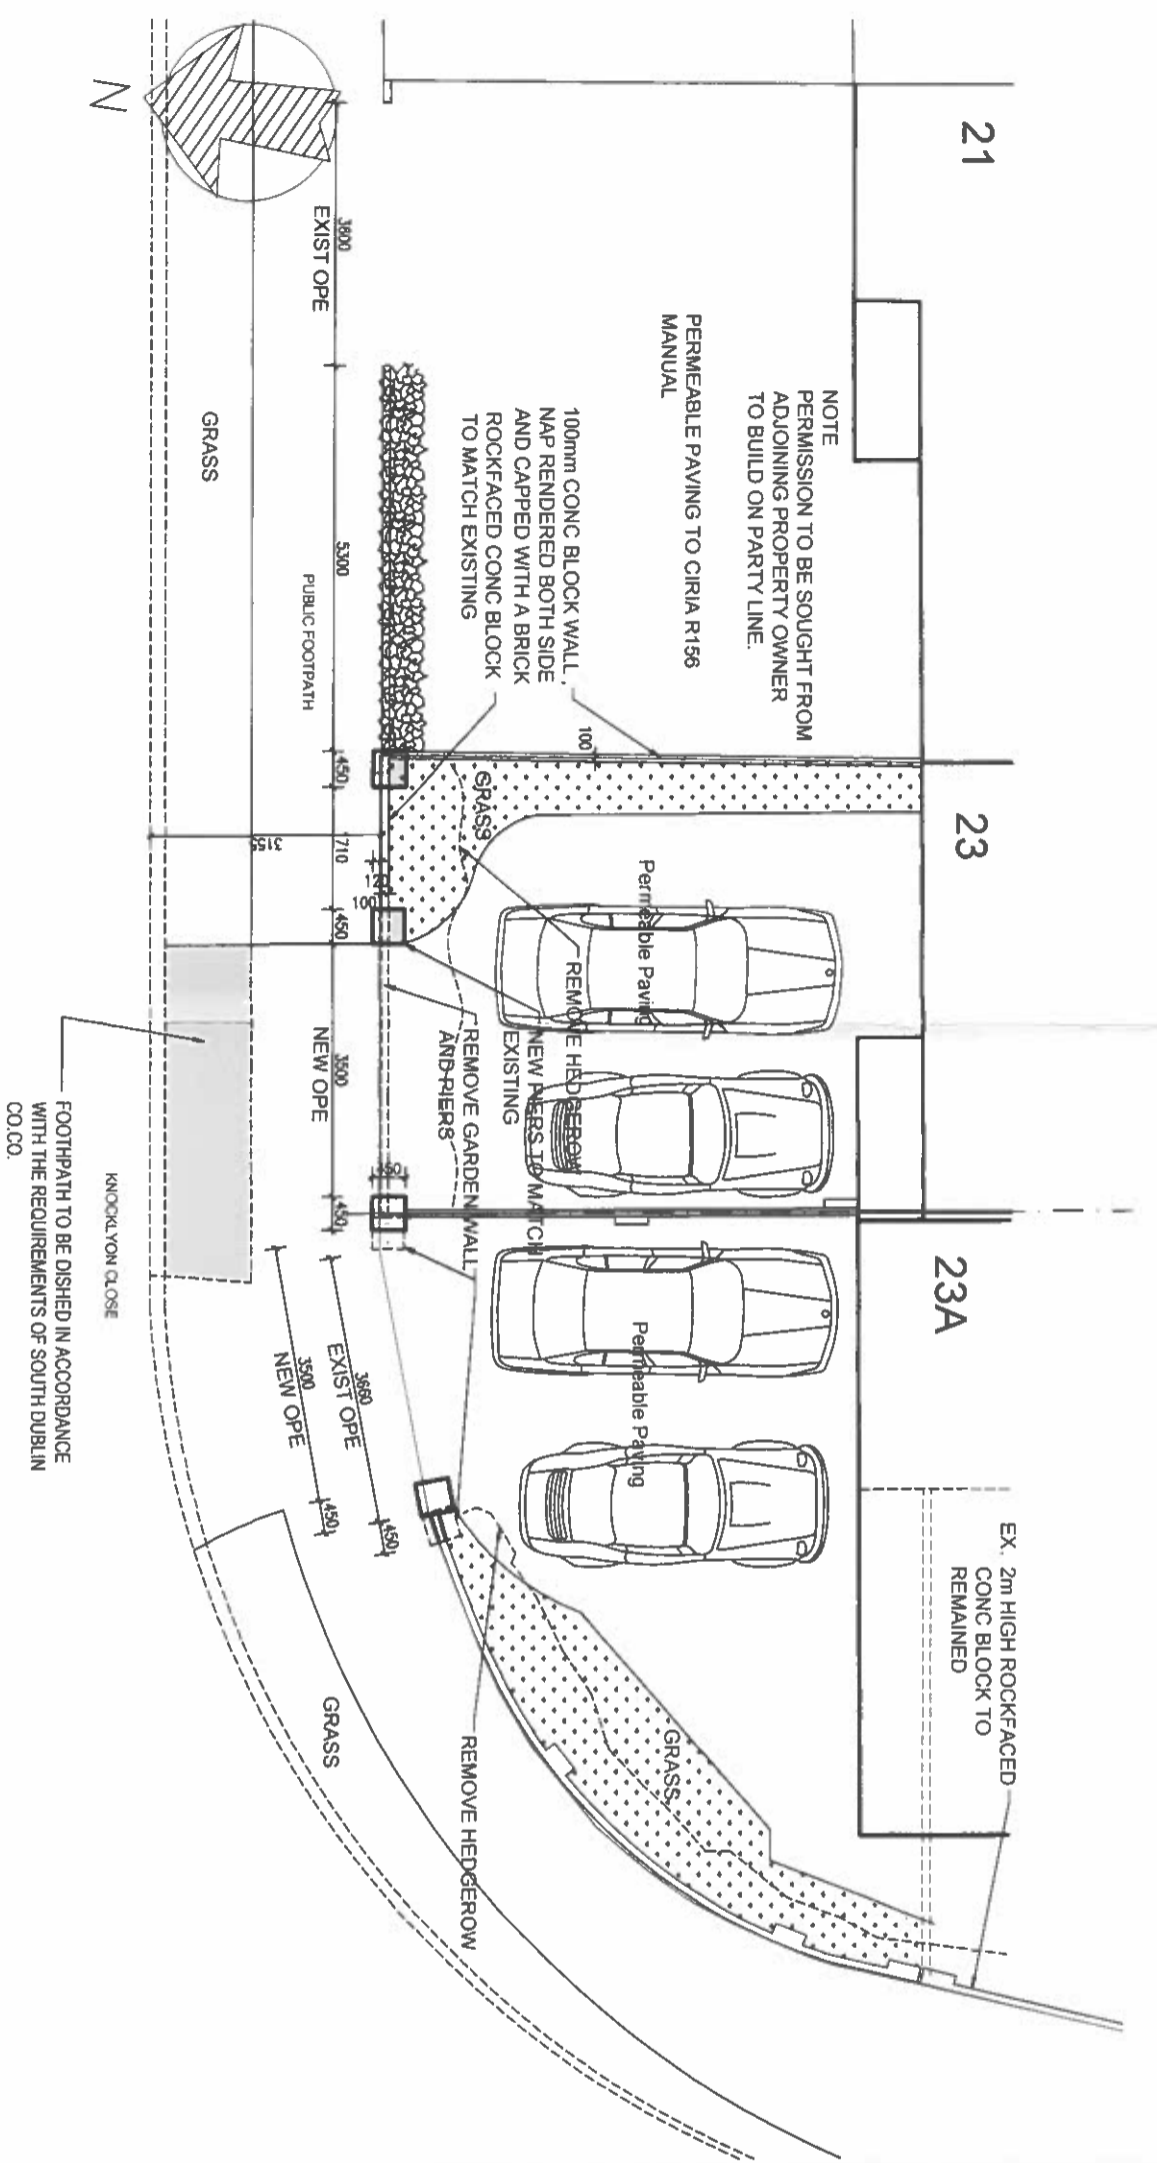 21
NOTE
PERMISSION TO BE SOUGHT FROM
ADJOINING PROPERTY OWNER
TO BUILD ON PARTY LINE.
PERMEABLE PAVING TO CIRIA R156
MANUAL
100mm CONC BLOCK WALL,
NAP RENDERED BOTH SIDE
AND CAPPED WITH A BRICK
ROCKFACED CONC BLOCK
TO MATCH EXISTING
N
3600
EXIST OPE
GRASS
5300
PUBLIC FOOTPATH
23
100
GRASS
450
710
3155
100
450
Permeable Paving
REMOVE HEDGEROW
NEW PIERS TO MATCH
EXISTING
REMOVE GARDEN WALL
AND PIERS
3500
NEW OPE
450
FOOTHPATH TO BE DISHED IN ACCORDANCE
WITH THE REQUIREMENTS OF SOUTH DUBLIN
CO.CO.
KNOCKLYON CLOSE
23A
Permeable Paving
3660
EXIST OPE
450
3500
NEW OPE
450
EX. 2m HIGH ROCKFACED
CONC BLOCK TO
REMAINED
GRASS
REMOVE HEDGEROW
GRASS